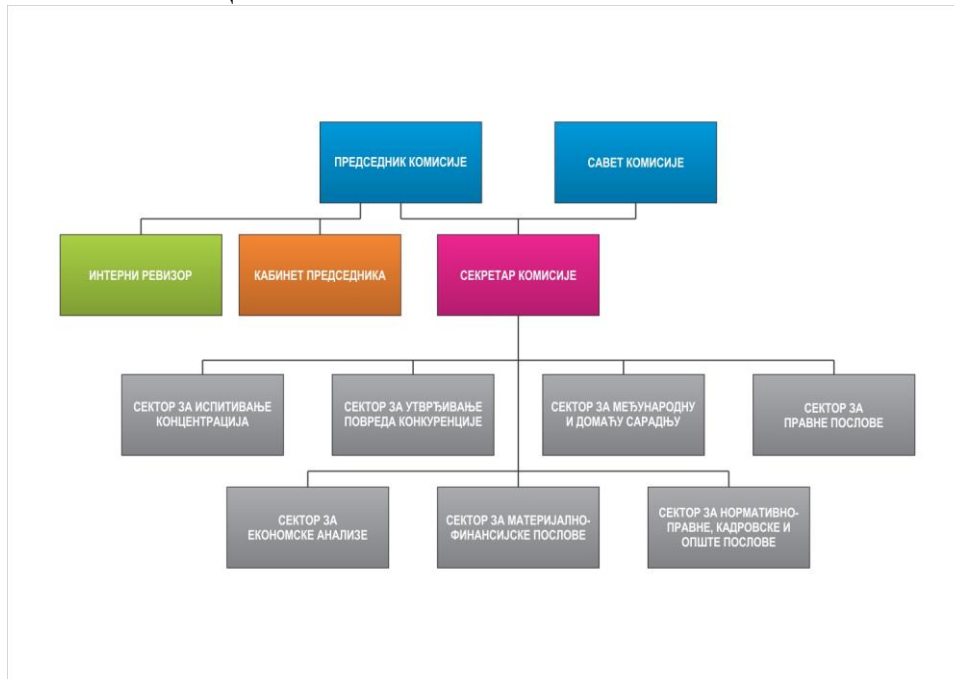 ПРЕДСЕДНИК КОМИСИЈЕ
САВЕТ КОМИСИЈЕ
ИНТЕРНИ РЕВИЗОР
КАБИНЕТ ПРЕДСЕДНИКА
СЕКРЕТАР КОМИСИЈЕ
СЕКТОР ЗА ИСПИТИВАЊЕ
КОНЦЕНТРАЦИЈА
СЕКТОР ЗА УТВРЂИВАЊЕ
ПОВРЕДА КОНКУРЕНЦИЈЕ
СЕКТОР ЗА МЕЂУНАРОДНУ
И ДОМАЋУ САРАДЊУ
СЕКТОР ЗА
ПРАВНЕ ПОСЛОВЕ
СЕКТОР ЗА
ЕКОНОМСКЕ АНАЛИЗЕ
СЕКТОР ЗА МАТЕРИЈАЛНО-
ФИНАНСИЈСКЕ ПОСЛОВЕ
СЕКТОР ЗА НОРМАТИВНО-
ПРАВНЕ, КАДРОВСКЕ И
ОПШТЕ ПОСЛОВЕ